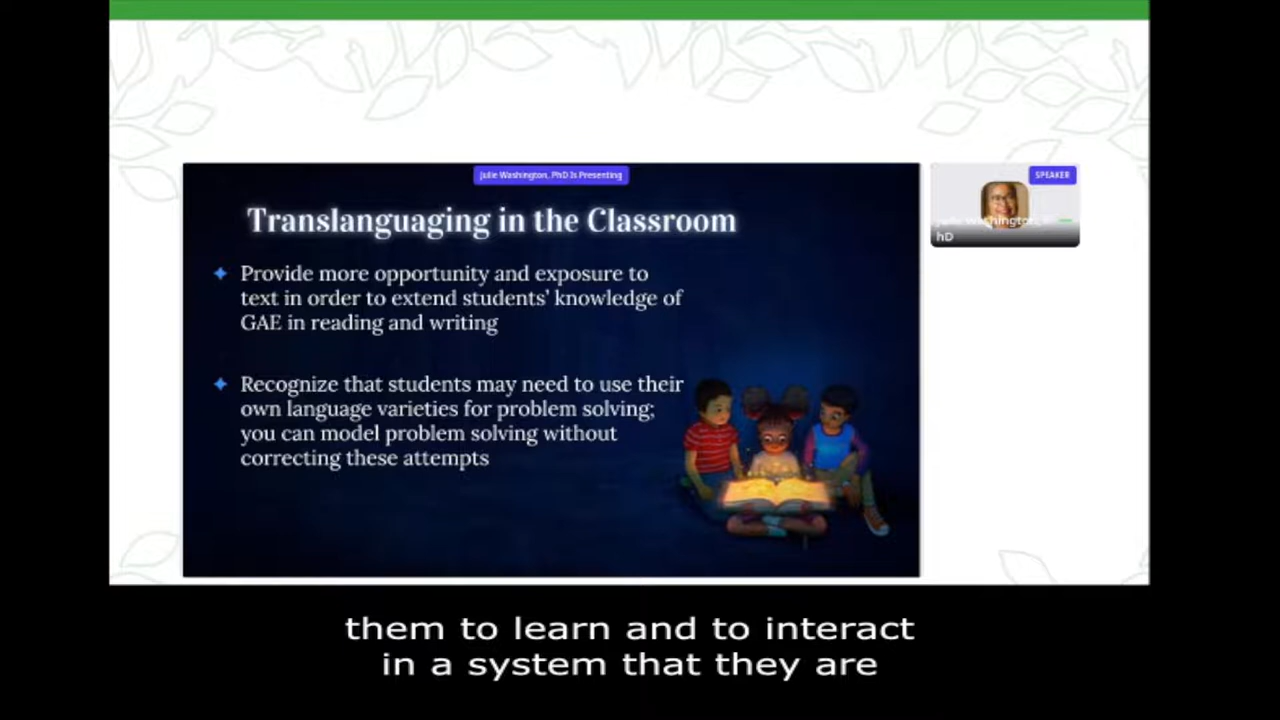 Julie Washington, PhD Is Presenting
SPEAKER
Translanguaging in the Classroom
hD
Provide more opportunity and exposure to
text in order to extend students' knowledge of
GAE in reading and writing
Recognize that students may need to use their
own language varieties for problem solving;
you can model problem solving without
correcting these attempts
them to learn and to interact
in a system that they are